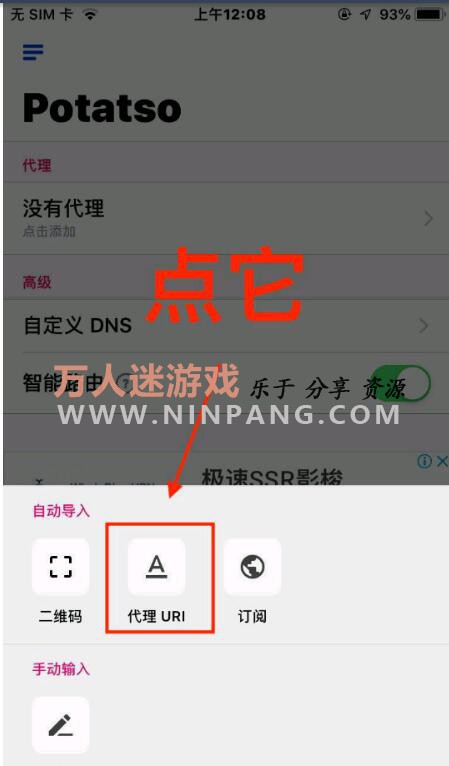 无 SIM 卡 上午12:08 93%
Potatso
代理
没有代理
点击添加
点它
高级
自定义 DNS
智能路由
万人迷游戏 乐于 分享 资源
WWW.NINPANG.COM
极速SSR影梭
自动导入
二维码 代理 URI 订阅
手动输入